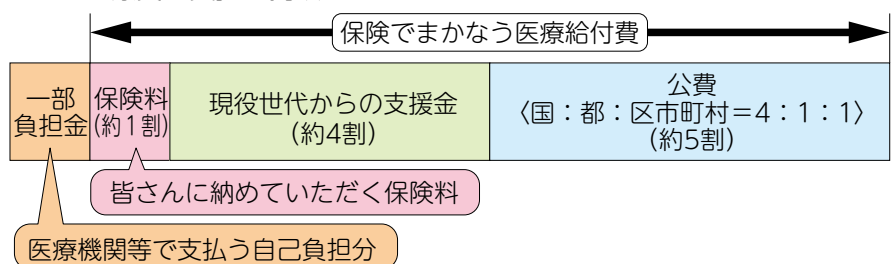 保険でまかなう医療給付費
一部
負担金
保険料
(約1割)
現役世代からの支援金
(約4割)
公費
〈国:都:区市町村=4:1:1〉
(約5割)
皆さんに納めていただく保険料
医療機関等で支払う自己負担分